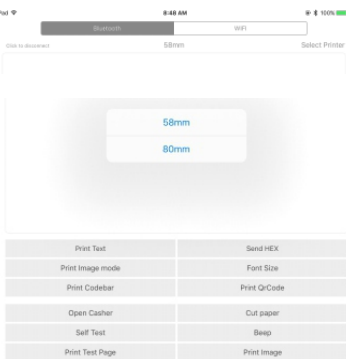 iPad 8:48 AM 100%
Bluetooth WiFi
Click to disconnect 58mm Select Printer
58mm
80mm
Print Text Send HEX
Print Image mode Font Size
Print Codebar Print QrCode
Open Casher Cut paper
Self Test Beep
Print Test Page Print Image